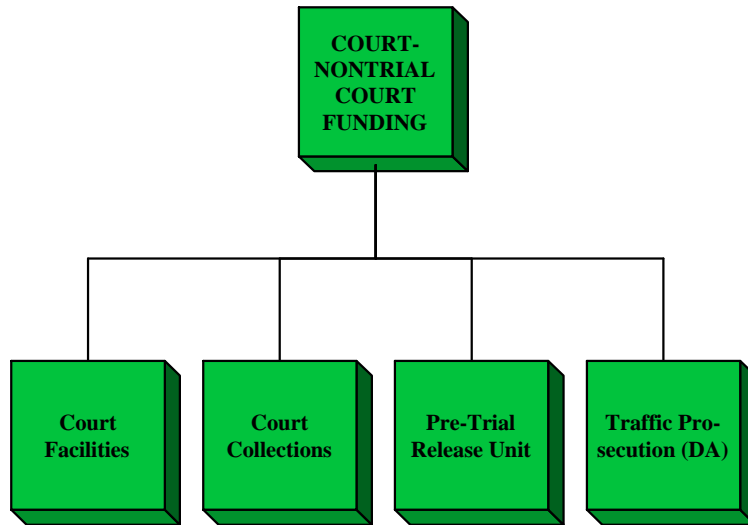 COURT-
NONTRIAL
COURT
FUNDING
Court
Facilities
Court
Collections
Pre-Trial
Release Unit
Traffic Pro-
secution (DA)